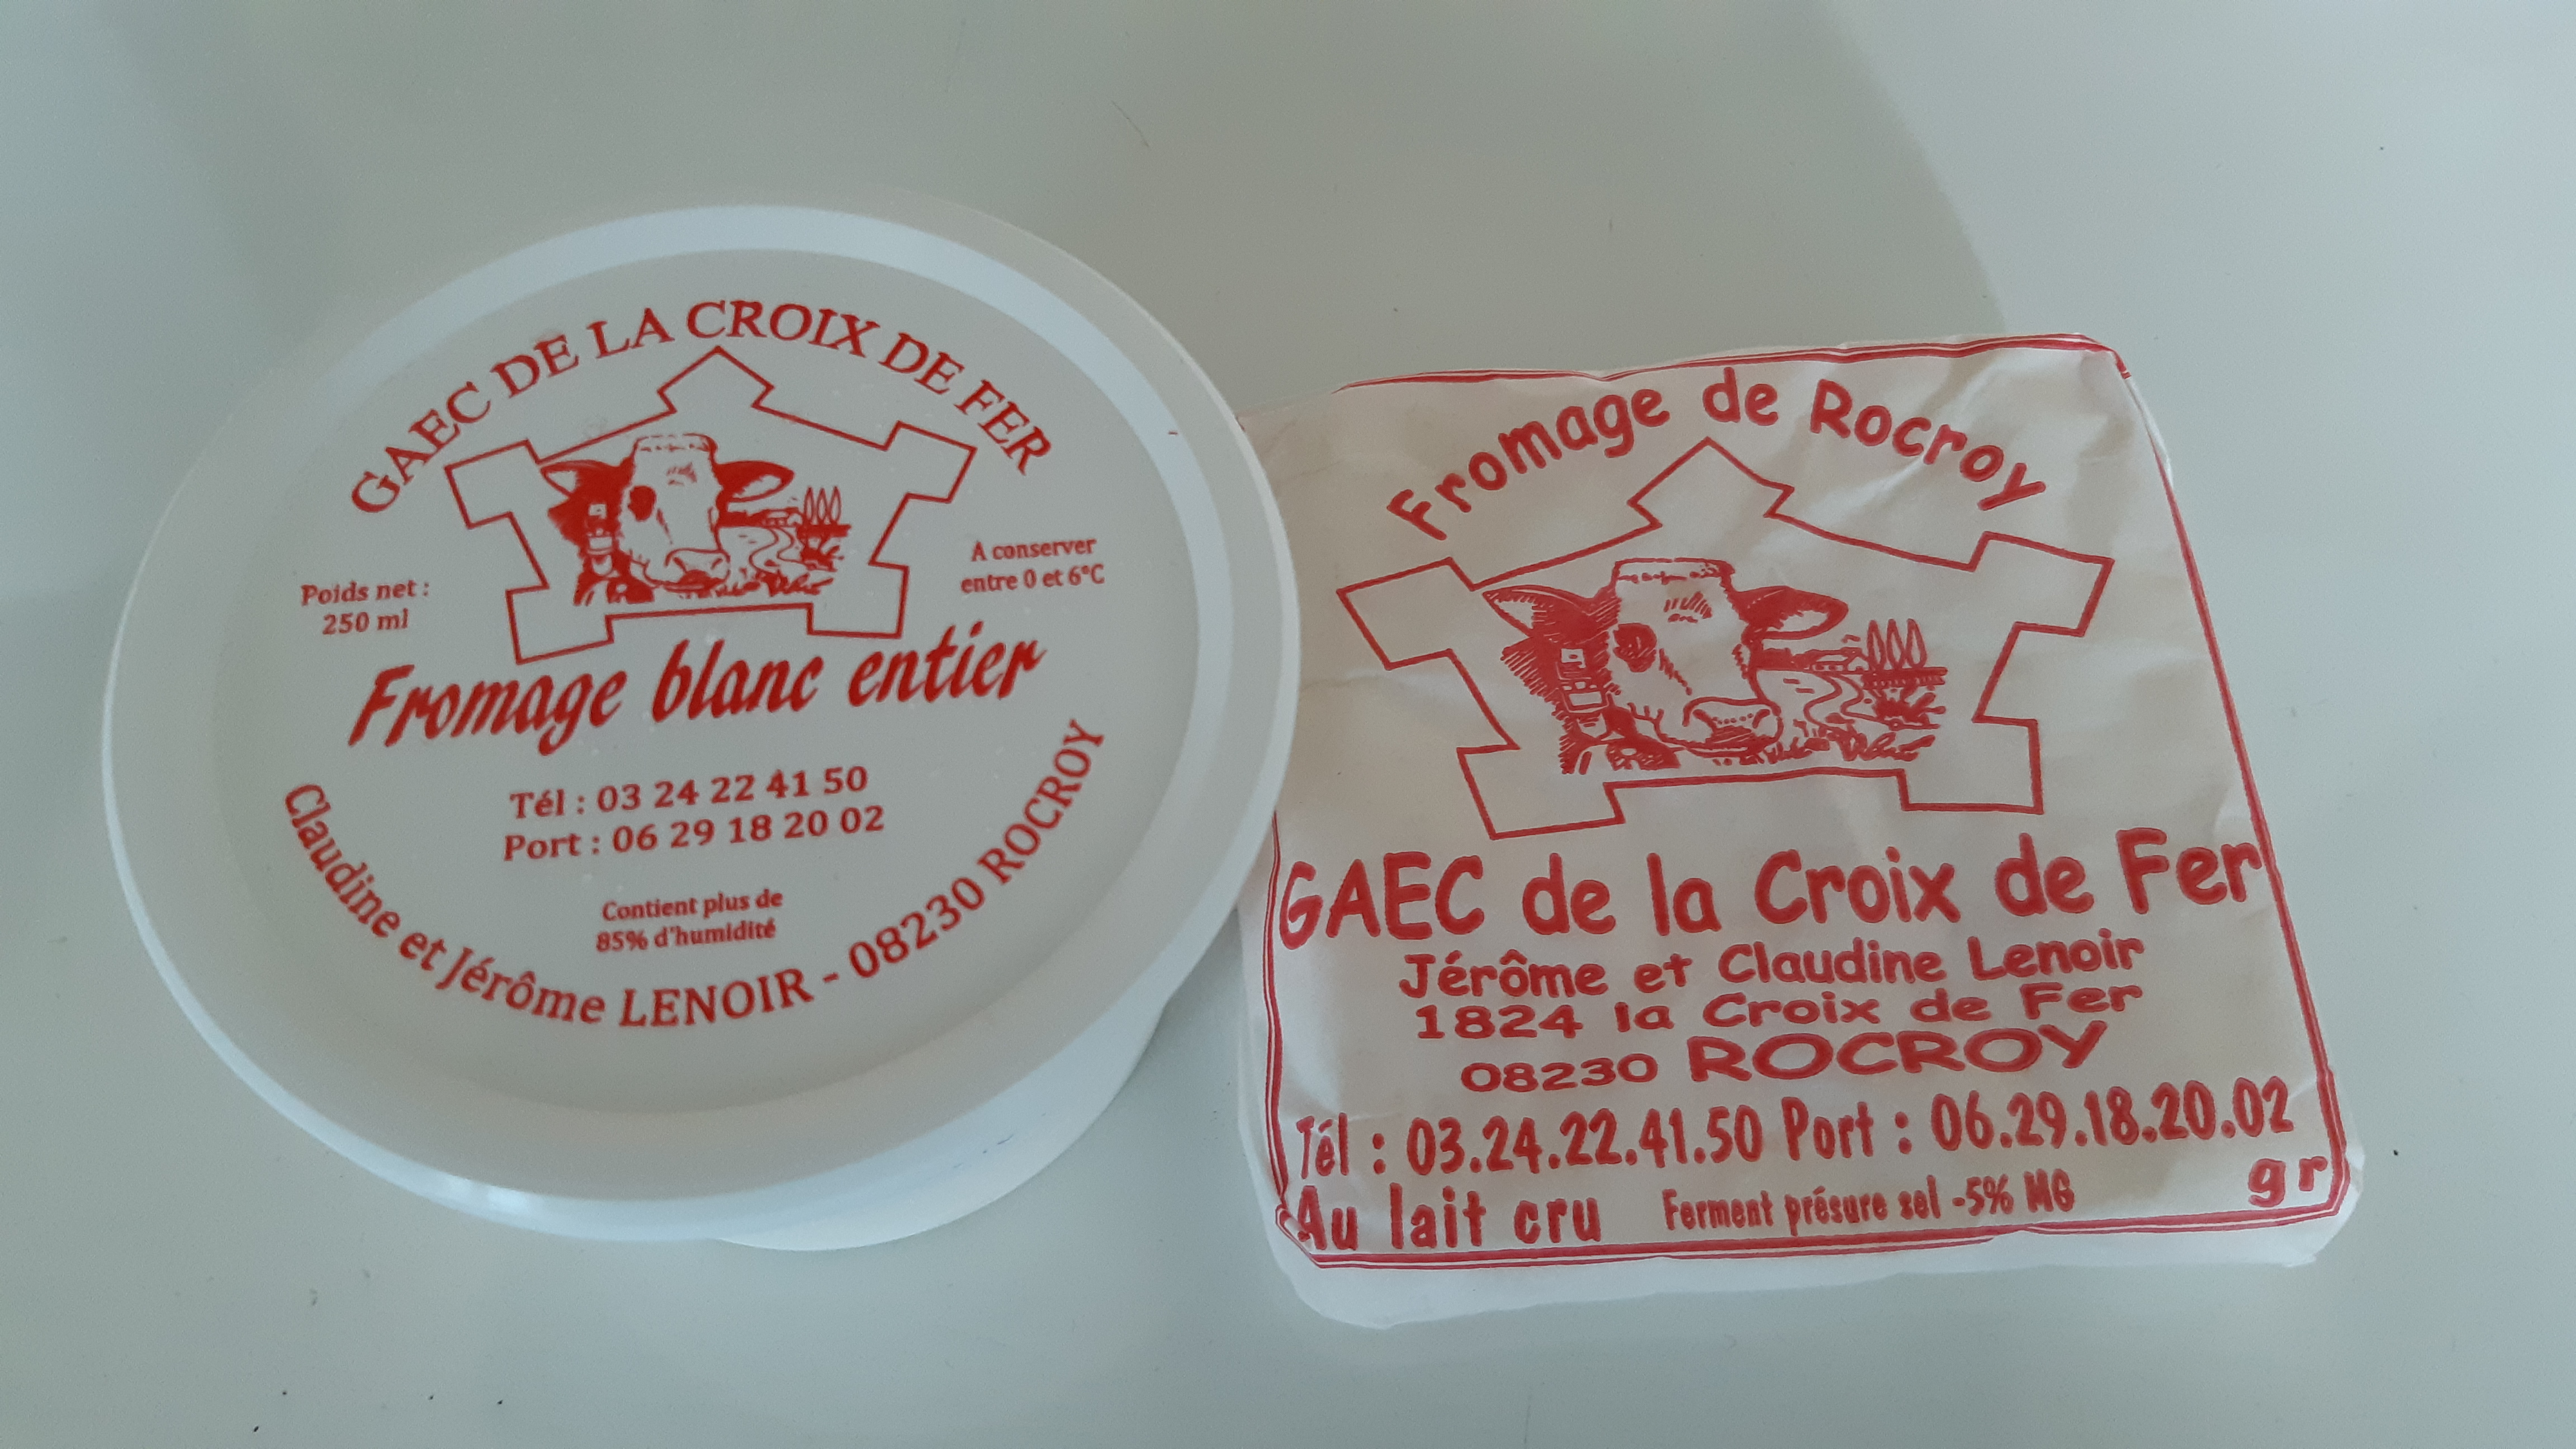 GAEC DE LA CROIX DE FER
Poids net :
250 ml
A conserver
entre 0 et 6°C
Fromage blanc entier
Tél : 03 24 22 41 50
Port : 06 29 18 20 02
Contient plus de
85% d'humidité
Claudine et Jérôme LENOIR - 08230 ROCROY
Fromage de Rocroy
GAEC de la Croix de Fer
Jérôme et Claudine Lenoir
1824 la Croix de Fer
08230 ROCROY
Tél : 03.24.22.41.50 Port : 06.29.18.20.02
Au lait cru Ferment présure sel -5% MG gr